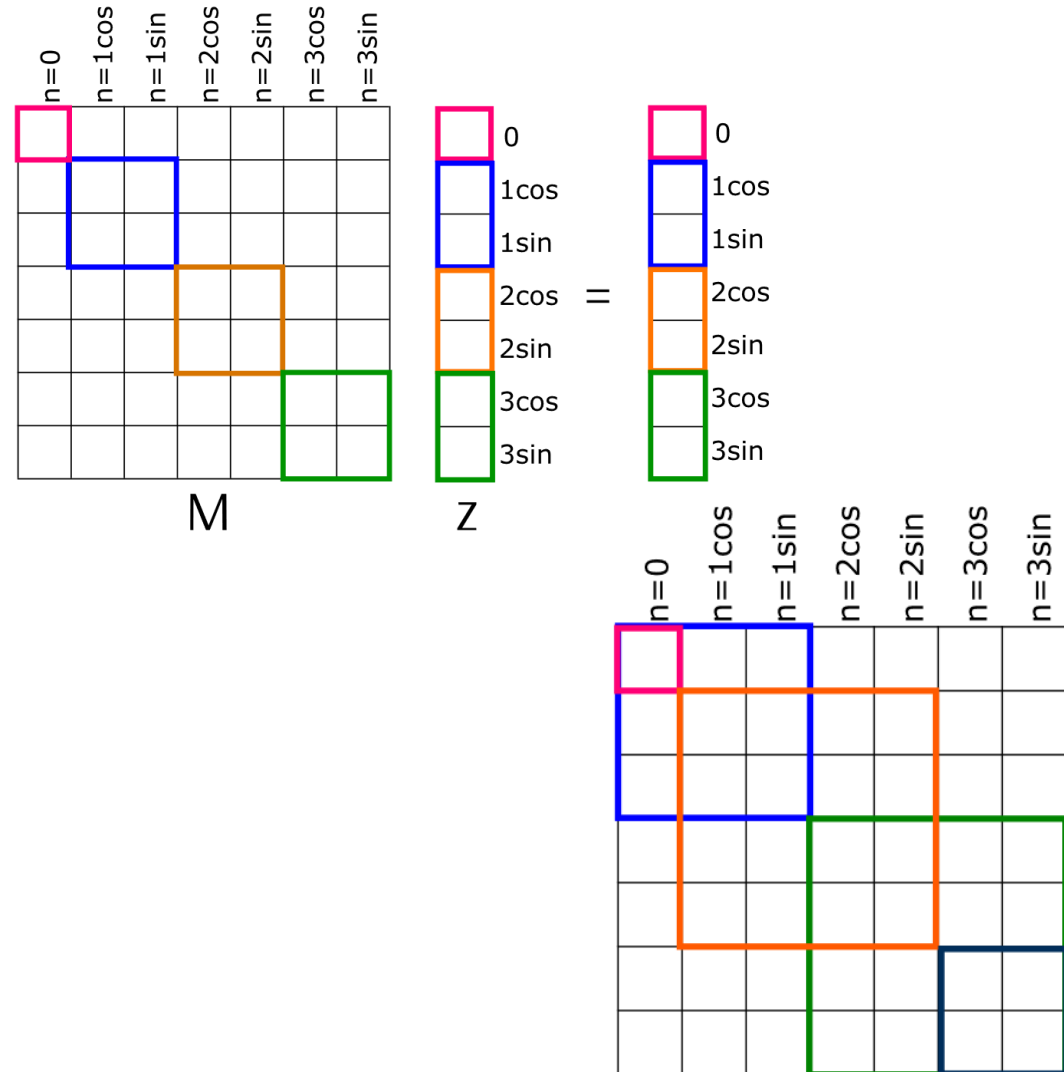 n=0
n=1cos
n=1sin
n=2cos
n=2sin
n=3cos
n=3sin
0
1cos
1sin
2cos
2sin
3cos
3sin
=
0
1cos
1sin
2cos
2sin
3cos
3sin
M
z
n=0
n=1cos
n=1sin
n=2cos
n=2sin
n=3cos
n=3sin